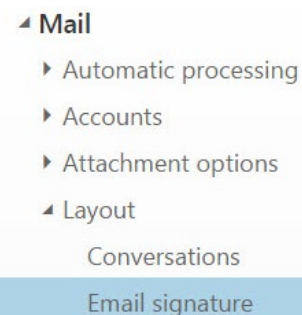 Mail
Automatic processing
Accounts
Attachment options
Layout
Conversations
Email signature